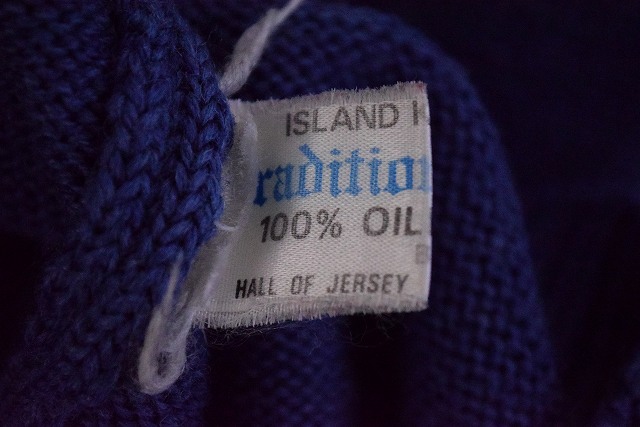 ISLAND K
raditio
100% OIL
B
HALL OF JERSEY